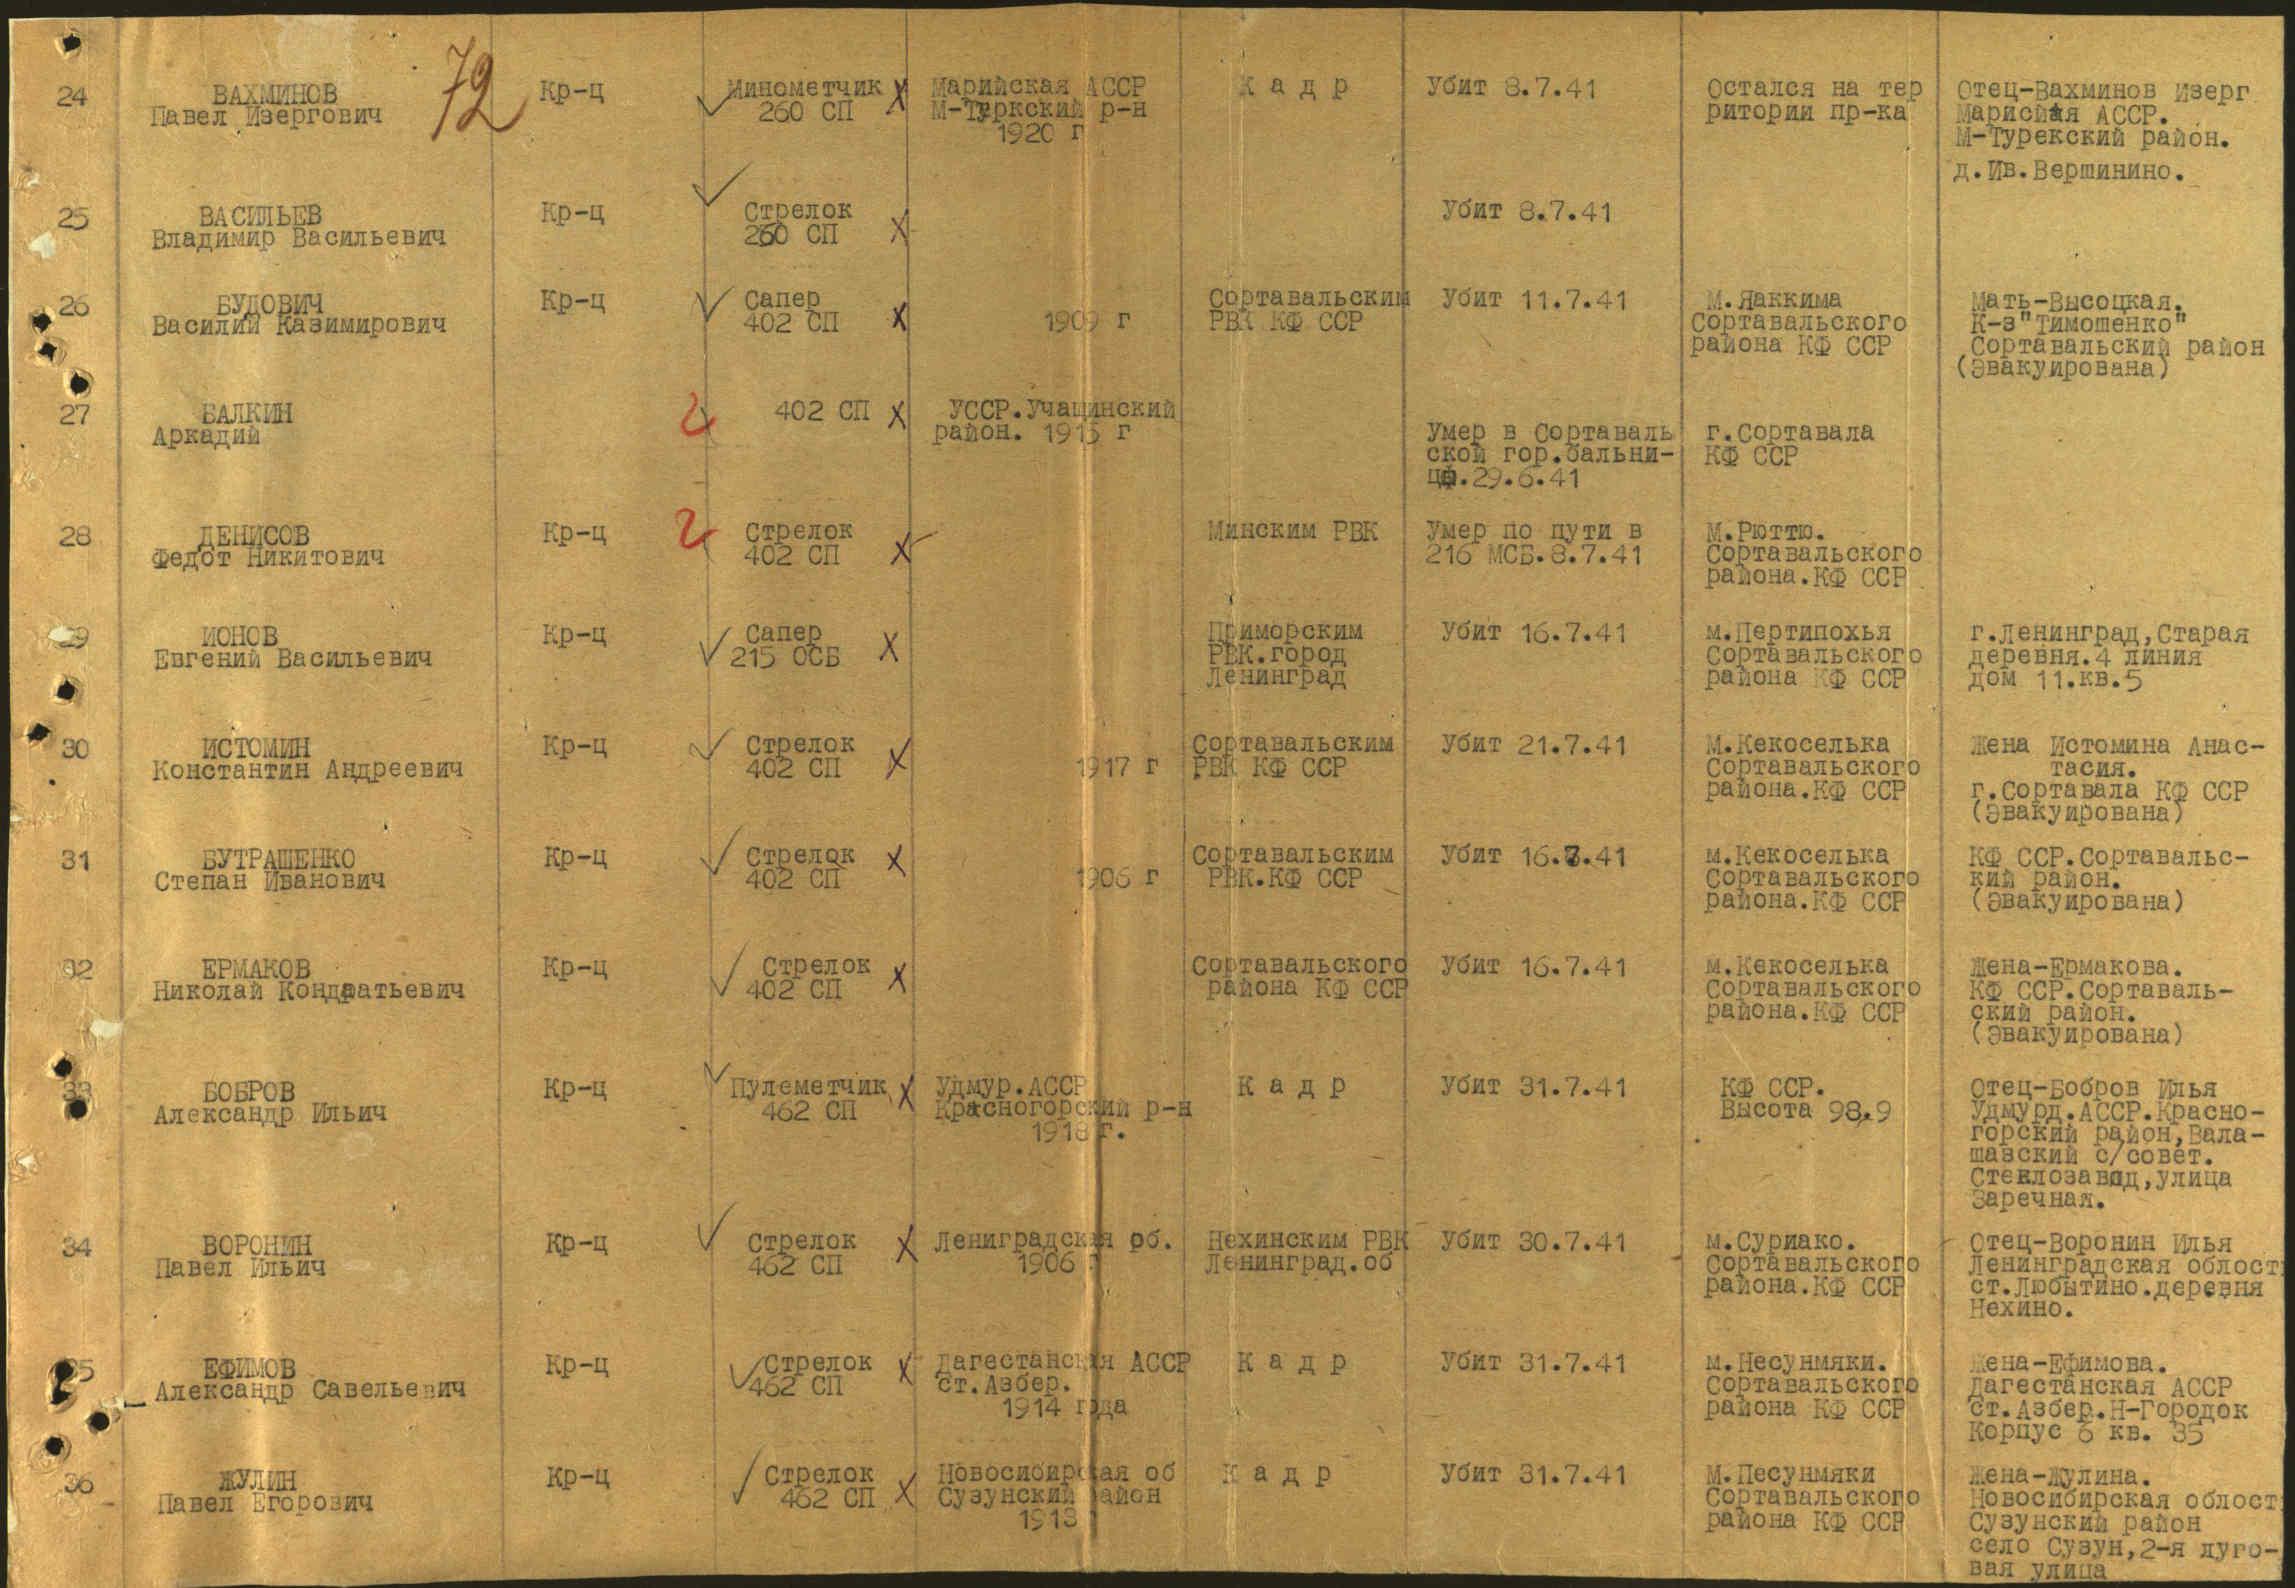 72
24
ВАХМИНОВ
Павел Изергович
Кр-ц
Минометчик
260 СП
Марийская АССР
М-Туркский р-н
1920 г
К а д р
Убит 8.7.41
Остался на тер
ритории пр-ка
Отец-Вахминов Изерг
Марисйая АССР.
М-Турекский район.
д.Ив.Вершинино.
25
ВАСИЛЬЕВ
Владимир Васильевич
Кр-ц
Стрелок
260 СП
Убит 8.7.41
26
БУДОВИЧ
Василий Казимирович
Кр-ц
Сапер
402 СП
1909 г
Сортавальским
РВК КФ ССР
Убит 11.7.41
М.Яаккима
Сортавальского
района КФ ССР
Мать-Высоцкая.
К-з"Тимошенко"
Сортавальский район
(Эвакуирована)
27
БАЛКИН
Аркадий
2
402 СП
УССР.Учащинский
район. 1915 г
Умер в Сортаваль
ской гор.бальни-
29.6.41
г.Сортавала
КФ ССР
28
ДЕНИСОВ
Федот Никитович
Кр-ц
2
Стрелок
402 СП
Минским РВК
Умер по пути в
216 МСБ.8.7.41
М.Рюттю.
Сортавальского
района.КФ ССР
29
ИОНОВ
Евгений Васильевич
Кр-ц
Сапер
215 ОСБ
Приморским
РВК.город
Ленинград
Убит 16.7.41
м.Пертипохья
Сортавальского
района КФ ССР
г.Ленинград,Старая
деревня.4 линия
дом 11.кв.5
30
ИСТОМИН
Константин Андреевич
Кр-ц
Стрелок
402 СП
1917 г
Сортавальским
РВК КФ ССР
Убит 21.7.41
М.Кекоселька
Сортавальского
района.КФ ССР
Жена Истомина Анас-
тасия.
г.Сортавала КФ ССР
(Эвакуирована)
31
БУТРАШЕНКО
Степан Иванович
Кр-ц
Стрелок
402 СП
1906 г
Сортавальским
РВК.КФ ССР
Убит 16.7.41
м.Кекоселька
Сортавальского
района.КФ ССР
КФ ССР.Сортавальс-
кий район.
(Эвакуирована)
32
ЕРМАКОВ
Николай Кондратьевич
Кр-ц
Стрелок
402 СП
Сортавальского
района КФ ССР
Убит 16.7.41
м.Кекоселька
Сортавальского
района.КФ ССР
Жена-Ермакова.
КФ ССР.Сортаваль-
ский район.
(Эвакуирована)
33
БОБРОВ
Александр Ильич
Кр-ц
Пулеметчик
462 СП
Удмур.АССР
Красногорский р-н
1918 г.
К а д р
Убит 31.7.41
КФ ССР.
Высота 98.9
Отец-Бобров Илья
Удмурд.АССР.Красно-
горский район,Вала-
шавский с/совет.
Стеклозавод,улица
Заречная.
34
ВОРОНИН
Павел Ильич
Кр-ц
Стрелок
462 СП
Лениградская об.
1906 г
Нехинским РВК
Ленинград.об
Убит 30.7.41
м.Суриако.
Сортавальского
района.КФ ССР
Отец-Воронин Илья
Ленинградская облость
ст.Любытино.деревня
Нехино.
35
ЕФИМОВ
Александр Савельевич
Кр-ц
Стрелок
462 СП
Дагестанская АССР
ст.Азбер.
1914 года
К а д р
Убит 31.7.41
м.Несунмяки.
Сортавальского
района КФ ССР
Жена-Ефимова.
Дагестанская АССР
ст.Азбер.Н-Городок
Корпус 6 кв. 35
36
ЖУЛИН
Павел Егорович
Кр-ц
Стрелок
462 СП
Новосибирская об
Сузунский район
1918 г
К а д р
Убит 31.7.41
М.Песунмяки
Сортавальского
района КФ ССР
Жена-Жулина.
Новосибирская облость
Сузунский район
село Сузун,2-я луго-
вая улица